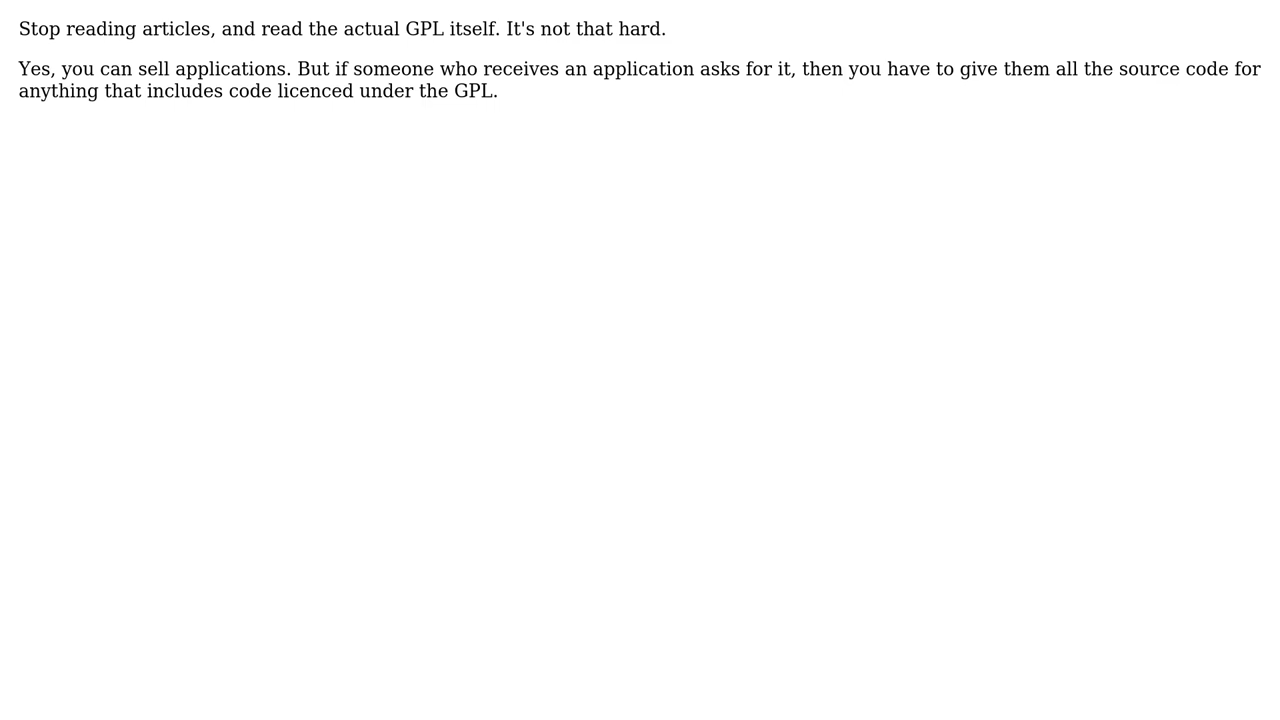 Stop reading articles, and read the actual GPL itself. It's not that hard.
Yes, you can sell applications. But if someone who receives an application asks for it, then you have to give them all the source code for
anything that includes code licenced under the GPL.